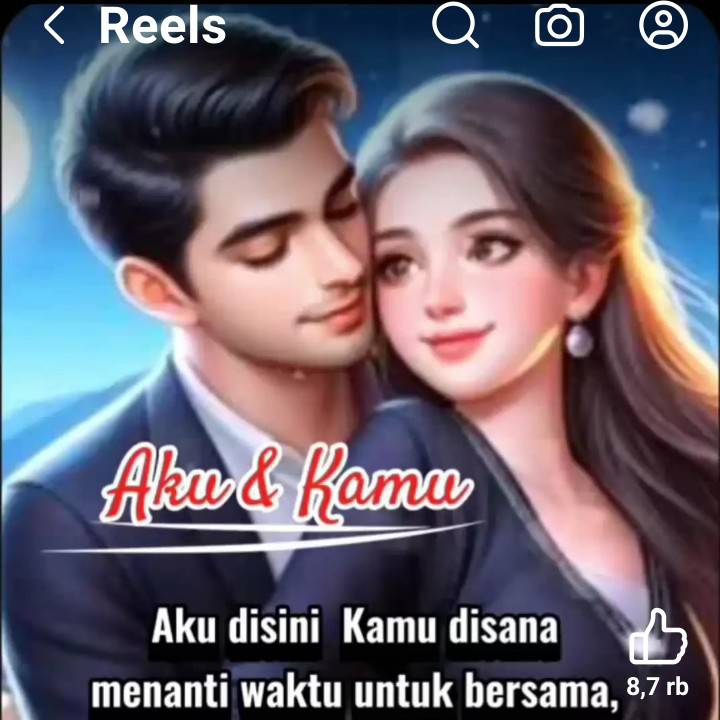 Reels
Aku & Kamu
Aku disini Kamu disana
menanti waktu untuk bersama,
8,7 rb